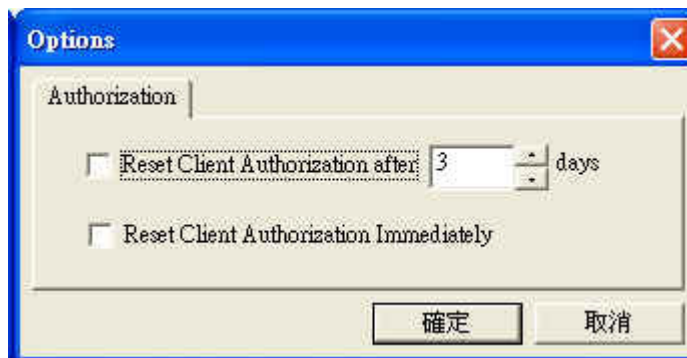 Options
Authorization
Reset Client Authorization after 3 days
Reset Client Authorization Immediately
確定 取消